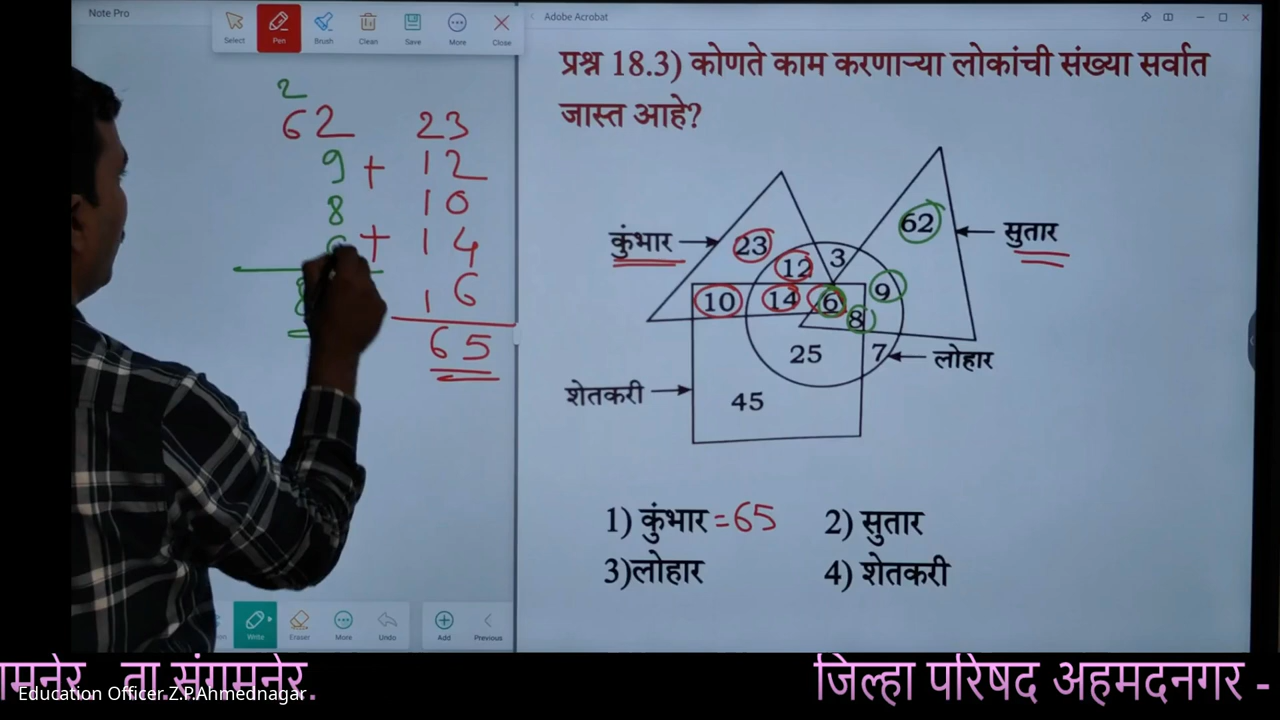 Note Pro
Select Pen Brush Clean Save More Close
Adobe Acrobat
प्रश्न 18.3) कोणते काम करणाऱ्या लोकांची संख्या सर्वात
जास्त आहे?
2
62 23
9 + 12
8 10
+ 14
16
65
कुंभार
23
12
3
62
सुतार
10
14
6
9
8
25
7
लोहार
शेतकरी
45
1) कुंभार = 65 2) सुतार
3)लोहार 4) शेतकरी
Write Eraser More Undo Add Previous
ता.संगमनेर. जिल्हा परिषद अहमदनगर -
Education Officer.Z.P.Ahmednagar